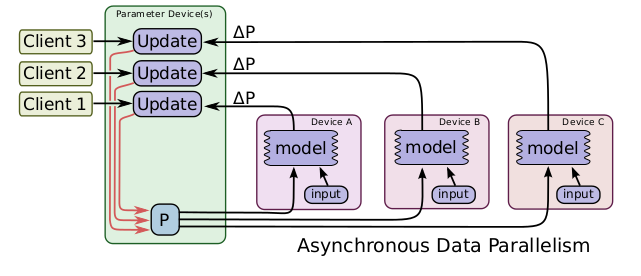 Parameter Device(s)
Client 3
Update
ΔP
Client 2
Update
ΔP
Client 1
Update
ΔP
Device A
model
input
Device B
model
input
Device C
model
input
P
Asynchronous Data Parallelism